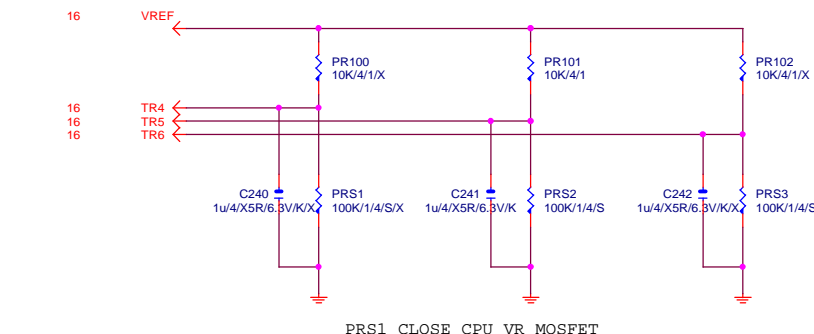 16 VREF
PR100
10K/4/1/X
PR101
10K/4/1
PR102
10K/4/1/X
16 TR4
16 TR5
16 TR6
C240
1u/4/X5R/6.3V/K/X
PRS1
100K/1/4/S/X
C241
1u/4/X5R/6.3V/K
PRS2
100K/1/4/S
C242
1u/4/X5R/6.3V/K/X
PRS3
100K/1/4/S
PRS1 CLOSE CPU VR MOSFET